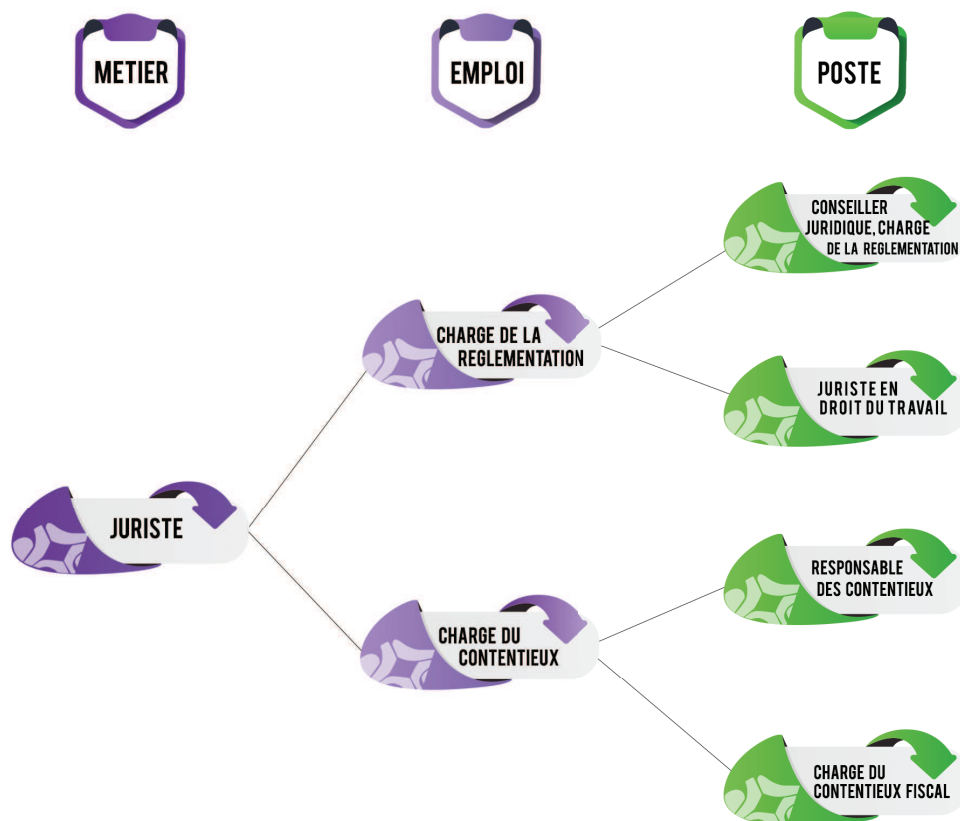 METIER
EMPLOI
POSTE
CONSEILLER
JURIDIQUE, CHARGE
DE LA REGLEMENTATION
CHARGE DE LA
REGLEMENTATION
JURISTE EN
DROIT DU TRAVAIL
JURISTE
RESPONSABLE
DES CONTENTIEUX
CHARGE DU
CONTENTIEUX
CHARGE DU
CONTENTIEUX FISCAL